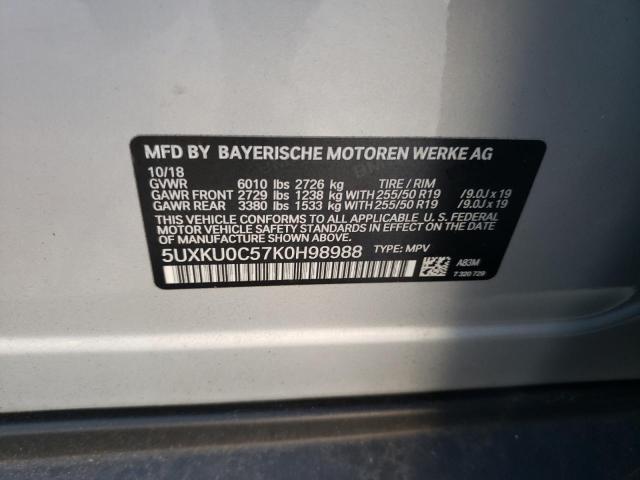 MFD BY BAYERISCHE MOTOREN WERKE AG
10/18
GVWR 6010 lbs 2726 kg TIRE / RIM
GAWR FRONT 2729 lbs 1238 kg WITH 255/50 R19 /9.0J x 19
GAWR REAR 3380 lbs 1533 kg WITH 255/50 R19 /9.0J x 19
THIS VEHICLE CONFORMS TO ALL APPLICABLE U. S. FEDERAL
MOTOR VEHICLE SAFETY STANDARDS IN EFFECT ON THE DATE OF
MANUFACTURE SHOWN ABOVE.
5UXKU0C57K0H98988 TYPE: MPV
A83M
7 320 729